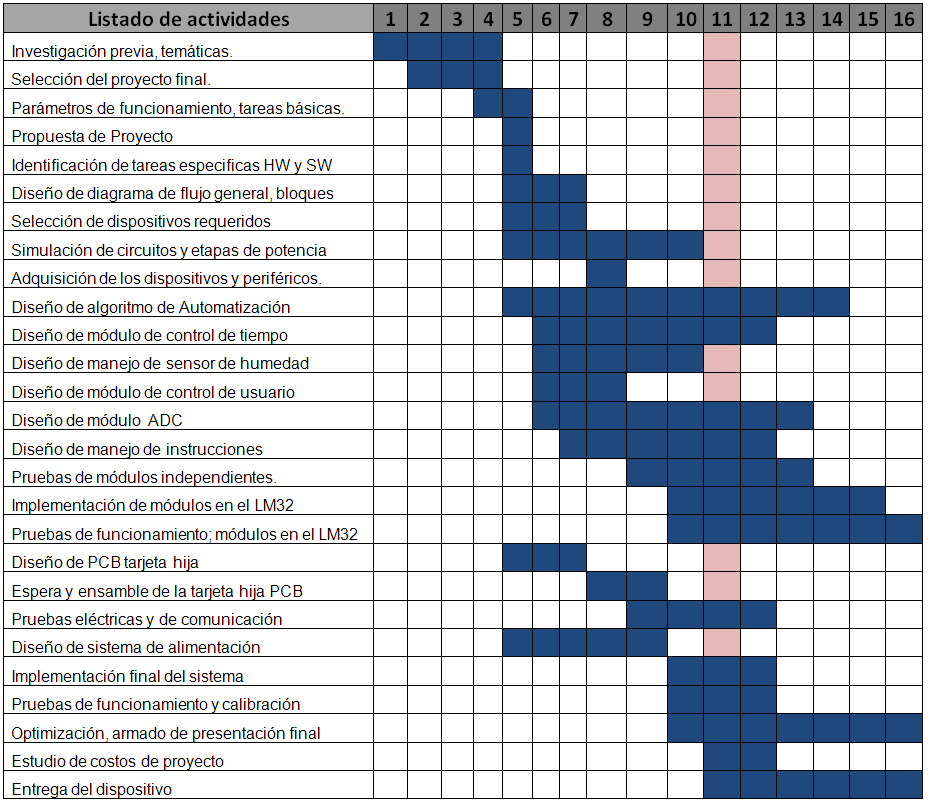 Listado de actividades 1 2 3 4 5 6 7 8 9 10 11 12 13 14 15 16
Investigación previa, temáticas.
Selección del proyecto final.
Parámetros de funcionamiento, tareas básicas.
Propuesta de Proyecto
Identificación de tareas especificas HW y SW
Diseño de diagrama de flujo general, bloques
Selección de dispositivos requeridos
Simulación de circuitos y etapas de potencia
Adquisición de los dispositivos y periféricos.
Diseño de algoritmo de Automatización
Diseño de módulo de control de tiempo
Diseño de manejo de sensor de humedad
Diseño de módulo de control de usuario
Diseño de módulo ADC
Diseño de manejo de instrucciones
Pruebas de módulos independientes.
Implementación de módulos en el LM32
Pruebas de funcionamiento; módulos en el LM32
Diseño de PCB tarjeta hija
Espera y ensamble de la tarjeta hija PCB
Pruebas eléctricas y de comunicación
Diseño de sistema de alimentación
Implementación final del sistema
Pruebas de funcionamiento y calibración
Optimización, armado de presentación final
Estudio de costos de proyecto
Entrega del dispositivo